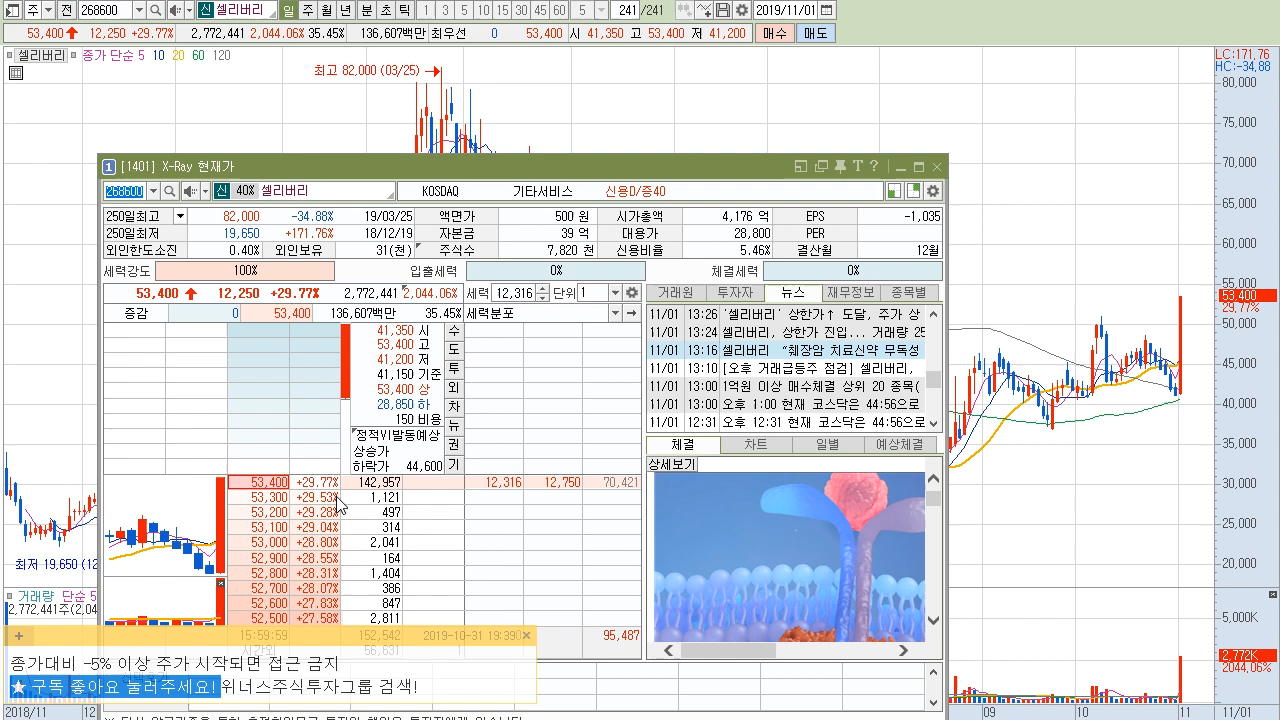 주 전 268600 신 셀리버리 일 주 월 년 분 초 틱 1 3 5 10 15 30 45 60 5 241 /241 2019/11/01
53,400 12,250 +29.77% 2,772,441 2,044.06% 35.45% 136,607백만 최우선 0 53,400 시 41,350 고 53,400 저 41,200 매수 매도
셀리버리 종가 단순 5 10 20 60 120
LC:171,76
HC:-34,88
최고 82,000 (03/25)
80,000
75,000
70,000
65,000
60,000
55,000
53,400
29,77%
50,000
45,000
40,000
35,000
30,000
25,000
20,000
최저 19,650 (12
거래량 단순 5
2,772,441주(2,04
5,000K
2,772K
2044,06%
2018/11 12 09 10 11 11/01
1 [1401] X-Ray 현재가 T ?
268600 신 40% 셀리버리 KOSDAQ 기타서비스 신용D/증40
250일최고 82,000 -34.88% 19/03/25 액면가 500 원 시가총액 4,176 억 EPS -1,035
250일최저 19,650 +171.76% 18/12/19 자본금 39 억 대용가 28,800 PER
외인한도소진 0.40% 외인보유 31(천) 주식수 7,820 천 신용비율 5.46% 결산월 12월
세력강도 100% 입출세력 0% 체결세력 0%
53,400 12,250 +29.77% 2,772,441 2,044.06% 세력 12,316 단위 1
증감 0 53,400 136,607백만 35.45% 세력분포
41,350 시 수
53,400 고 도
41,200 저
41,150 기준 투
53,400 상 외
28,850 하 차
150 비용 뉴
정적VI발동예상 권
상승가
하락가 44,600 기
53,400 +29.77% 142,957 12,316 12,750 70,421
53,300 +29.53% 1,121
53,200 +29.28% 497
53,100 +29.04% 314
53,000 +28.80% 2,041
52,900 +28.55% 164
52,800 +28.31% 1,404
52,700 +28.07% 366
52,600 +27.83% 847
52,500 +27.58% 2,811
15:59:59 152,542 2019-10-31 19:39 95,487
시간외 56,631
거래원 투자자 뉴스 재무정보 종목별
11/01 13:26 '셀리버리' 상한가↑ 도달, 주가 상
11/01 13:24 셀리버리, 상한가 진입... 거래량 25
11/01 13:16 셀리버리 "췌장암 치료신약 무독성
11/01 13:10 [오후 거래급등주 점검] 셀리버리,
11/01 13:00 1억원 이상 매수체결 상위 20 종목(
11/01 13:00 오후 1:00 현재 코스닥은 44:56으로
11/01 12:31 오후 12:31 현재 코스닥은 44:56으로
체결 차트 일별 예상체결
상세보기
종가대비 -5% 이상 주가 시작되면 접근 금지
★ 구독 좋아요 눌러주세요! 위너스주식투자그룹 검색!